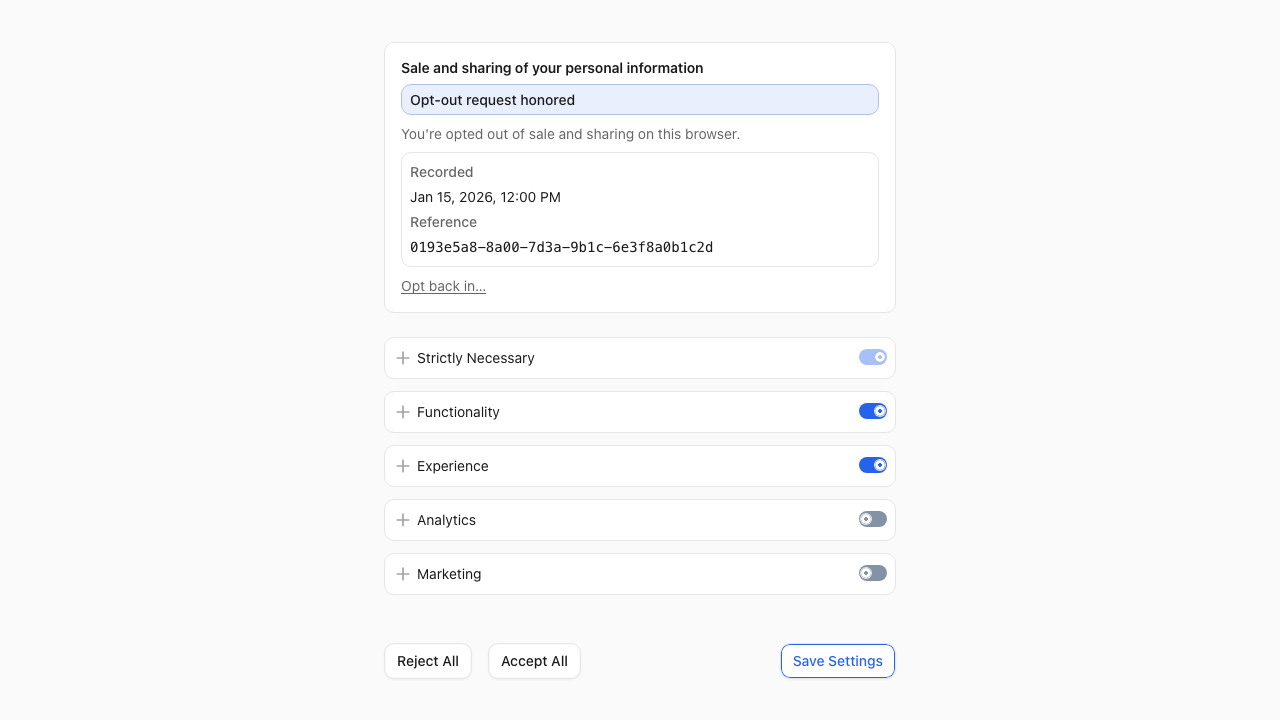 Sale and sharing of your personal information
Opt-out request honored
You're opted out of sale and sharing on this browser.
Recorded
Jan 15, 2026, 12:00 PM
Reference
0193e5a8–8a00–7d3a–9b1c–6e3f8a0b1c2d
Opt back in…
Strictly Necessary
Functionality
Experience
Analytics
Marketing
Reject All
Accept All
Save Settings